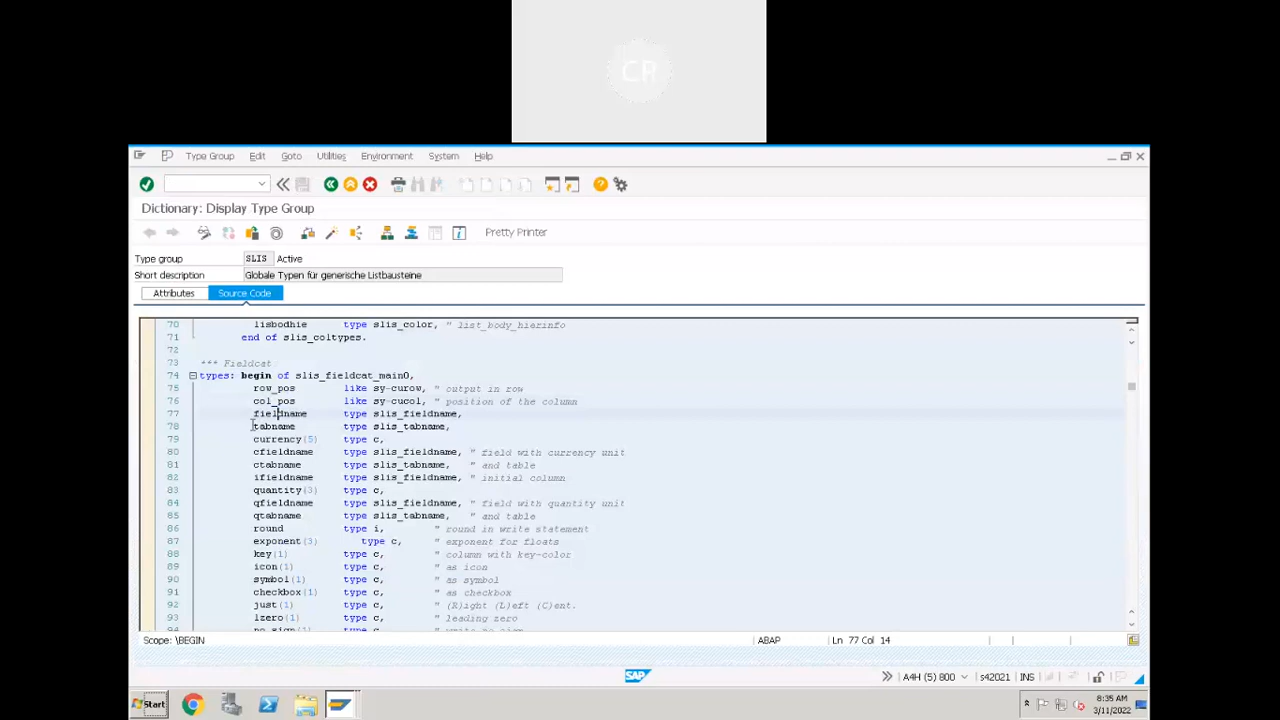 CR
Type Group Edit Goto Utilities Environment System Help
Dictionary: Display Type Group
Pretty Printer
Type group SLIS Active
Short description Globale Typen für generische Listbausteine
Attributes Source Code
70 lisbodhie type slis_color, " list_body_hierinfo
71 end of slis_coltypes.
72
73 *** Fieldcat
74 types: begin of slis_fieldcat_main0,
75 row_pos like sy-curow, " output in row
76 col_pos like sy-cucol, " position of the column
77 fieldname type slis_fieldname,
78 tabname type slis_tabname,
79 currency(5) type c,
80 cfieldname type slis_fieldname, " field with currency unit
81 ctabname type slis_tabname, " and table
82 ifieldname type slis_fieldname, " initial column
83 quantity(3) type c,
84 qfieldname type slis_fieldname, " field with quantity unit
85 qtabname type slis_tabname, " and table
86 round type i, " round in write statement
87 exponent(3) type c, " exponent for floats
88 key(1) type c, " column with key-color
89 icon(1) type c, " as icon
90 symbol(1) type c, " as symbol
91 checkbox(1) type c, " as checkbox
92 just(1) type c, " (R)ight (L)eft (C)ent.
93 lzero(1) type c, " leading zero
Scope: \BEGIN ABAP Ln 77 Col 14
SAP A4H (5) 800 s42021 INS
Start 8:35 AM
3/11/2022